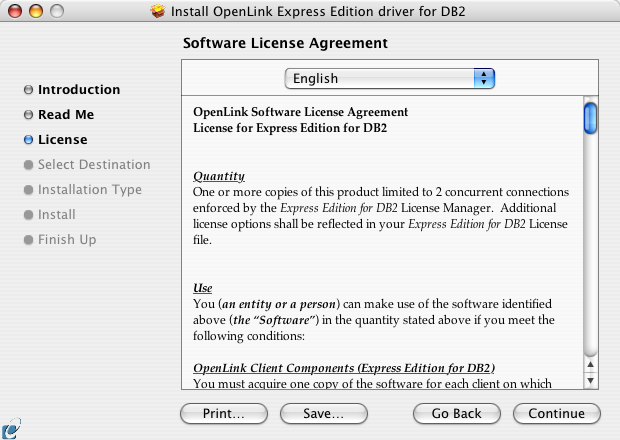 Install OpenLink Express Edition driver for DB2
Software License Agreement
Introduction
Read Me
License
Select Destination
Installation Type
Install
Finish Up
English
OpenLink Software License Agreement
License for Express Edition for DB2
Quantity
One or more copies of this product limited to 2 concurrent connections
enforced by the Express Edition for DB2 License Manager.  Additional
license options shall be reflected in your Express Edition for DB2 License
file.
Use
You (an entity or a person) can make use of the software identified
above (the “Software”) in the quantity stated above if you meet the
following conditions:
OpenLink Client Components (Express Edition for DB2)
You must acquire one copy of the software for each client on which
Print...
Save...
Go Back
Continue